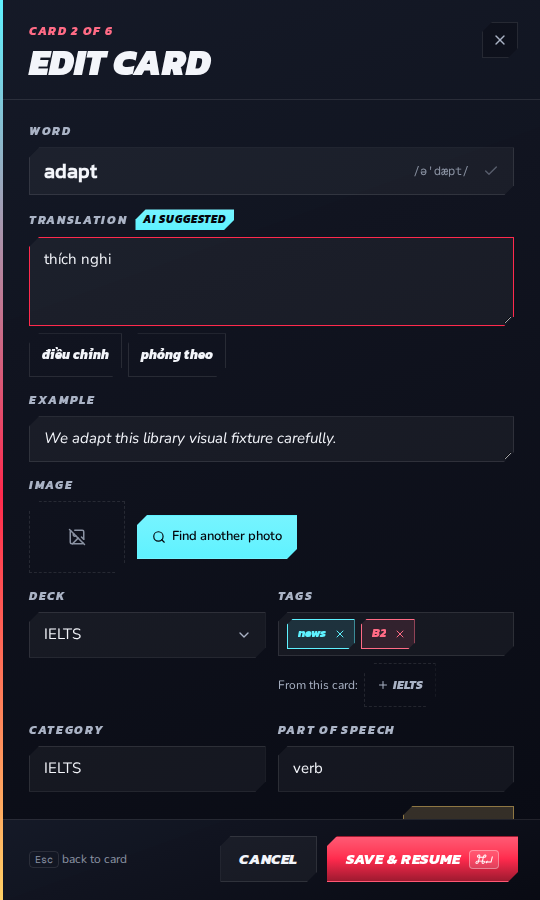 CARD 2 OF 6
EDIT CARD
WORD
adapt /əˈdæpt/
TRANSLATION AI SUGGESTED
thích nghi
điều chỉnh phỏng theo
EXAMPLE
We adapt this library visual fixture carefully.
IMAGE
Find another photo
DECK TAGS
IELTS news B2
From this card: + IELTS
CATEGORY PART OF SPEECH
IELTS verb
Esc back to card CANCEL SAVE & RESUME ⌘↵